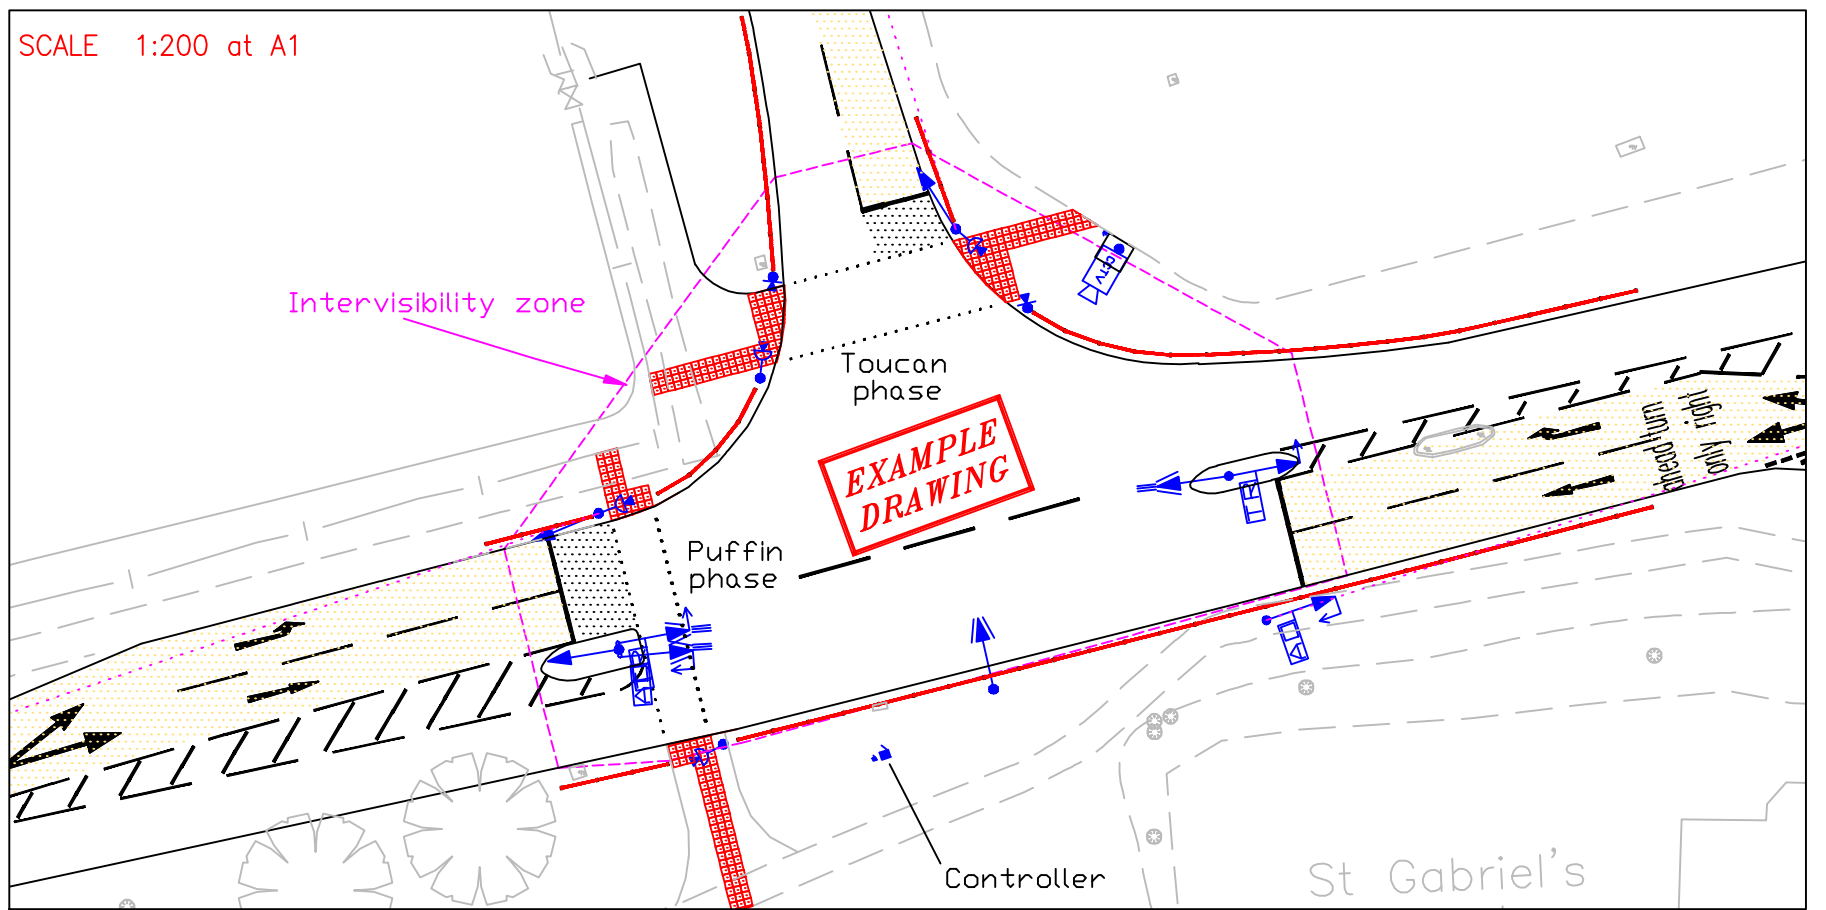 SCALE 1:200 at A1
Intervisibility zone
Toucan
phase
CCTV
EXAMPLE
DRAWING
ahead
only
turn
right
Puffin
phase
Controller
St Gabriel's